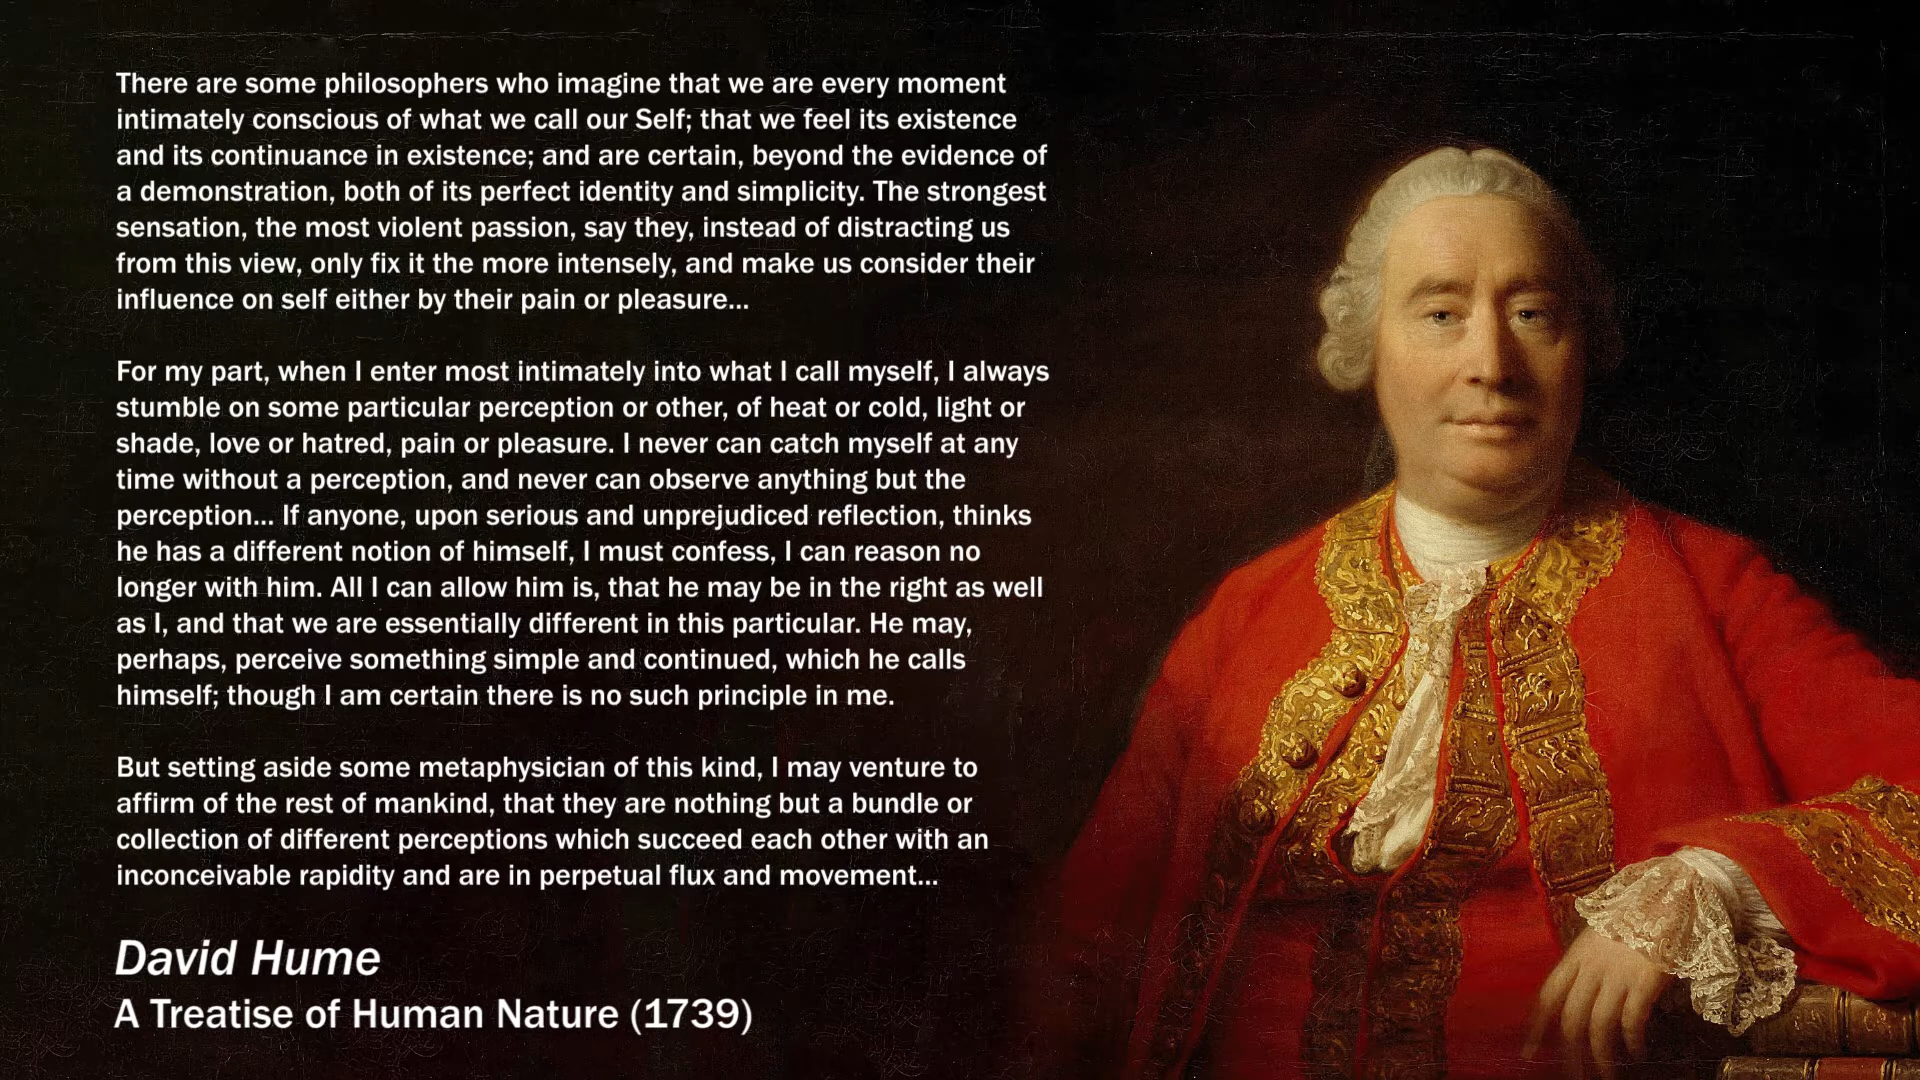 There are some philosophers who imagine that we are every moment
intimately conscious of what we call our Self; that we feel its existence
and its continuance in existence; and are certain, beyond the evidence of
a demonstration, both of its perfect identity and simplicity. The strongest
sensation, the most violent passion, say they, instead of distracting us
from this view, only fix it the more intensely, and make us consider their
influence on self either by their pain or pleasure...
For my part, when I enter most intimately into what I call myself, I always
stumble on some particular perception or other, of heat or cold, light or
shade, love or hatred, pain or pleasure. I never can catch myself at any
time without a perception, and never can observe anything but the
perception... If anyone, upon serious and unprejudiced reflection, thinks
he has a different notion of himself, I must confess, I can reason no
longer with him. All I can allow him is, that he may be in the right as well
as I, and that we are essentially different in this particular. He may,
perhaps, perceive something simple and continued, which he calls
himself; though I am certain there is no such principle in me.
But setting aside some metaphysician of this kind, I may venture to
affirm of the rest of mankind, that they are nothing but a bundle or
collection of different perceptions which succeed each other with an
inconceivable rapidity and are in perpetual flux and movement...
David Hume
A Treatise of Human Nature (1739)